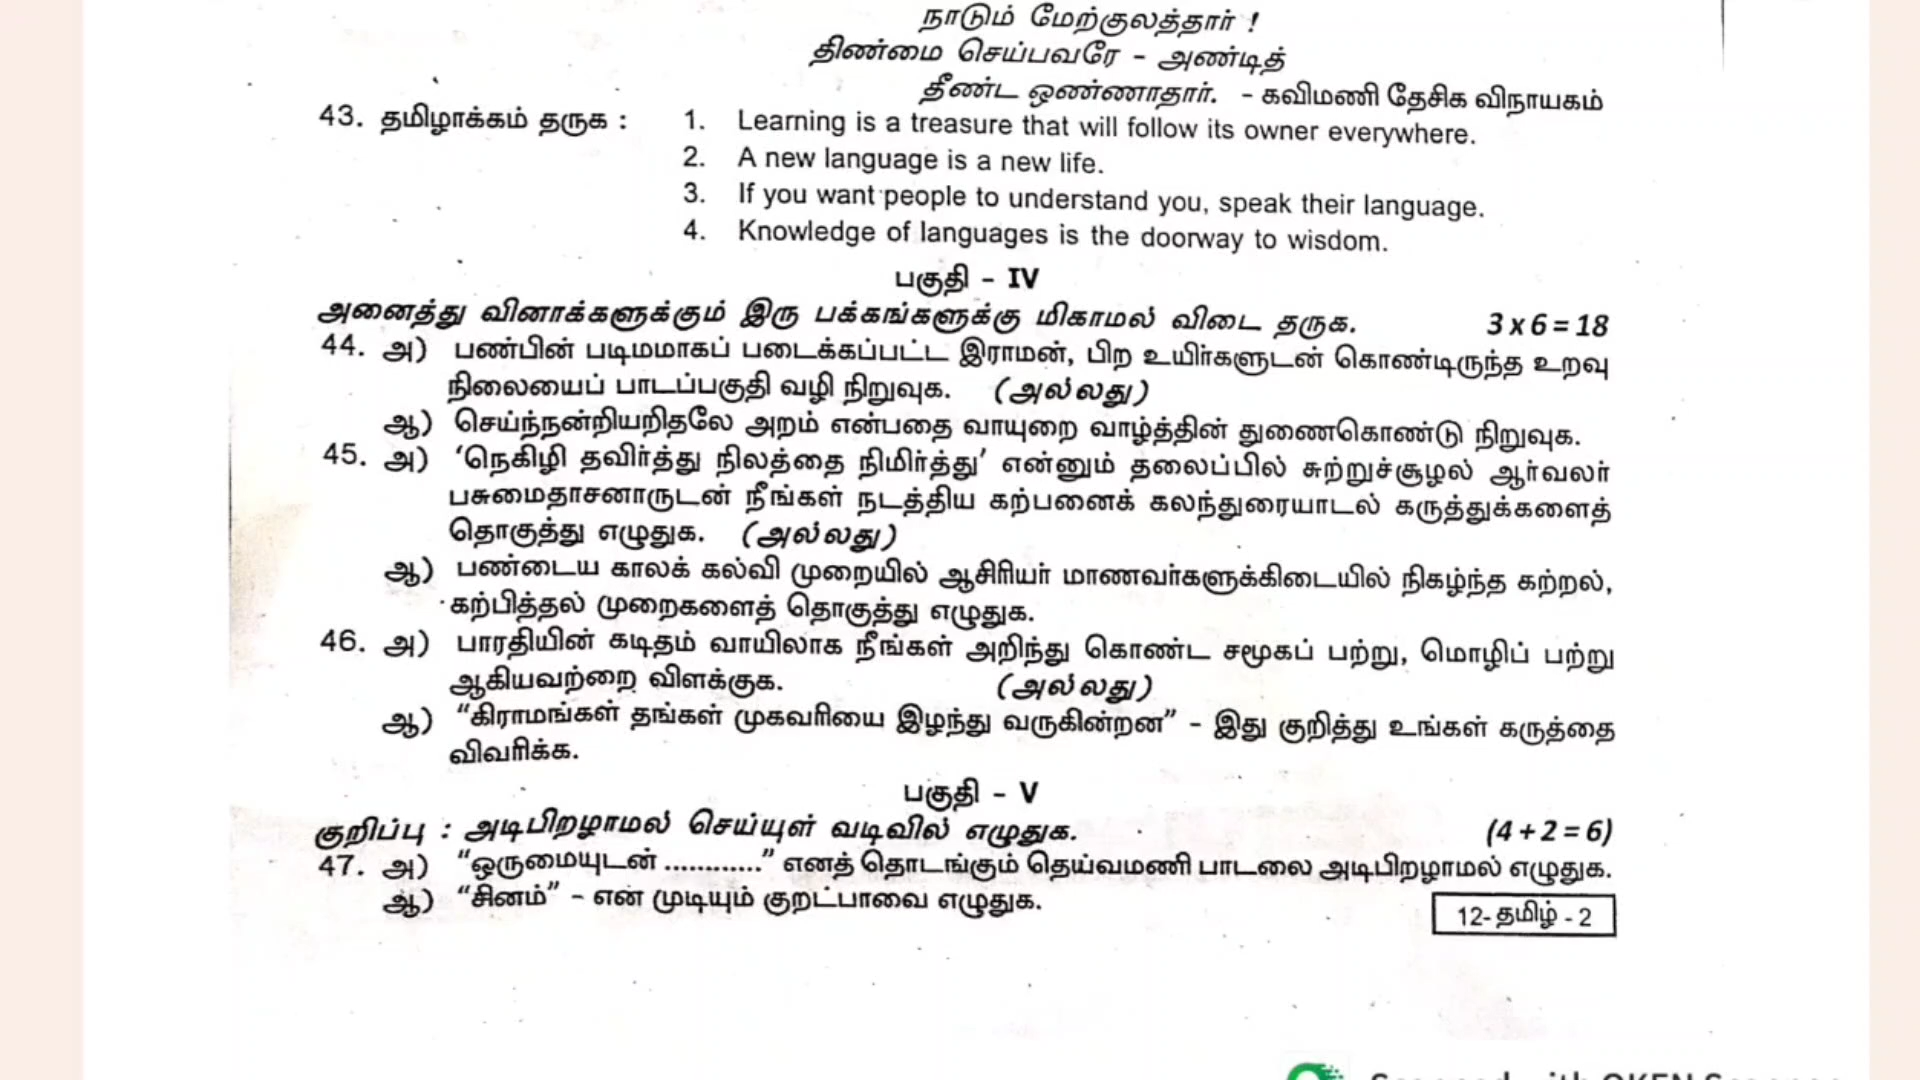 நாடும் மேற்குலத்தார் !
திண்மை செய்பவரே - அண்டித்
தீண்ட ஒண்ணாதார். - கவிமணி தேசிக விநாயகம்
43. தமிழாக்கம் தருக : 1. Learning is a treasure that will follow its owner everywhere.
2. A new language is a new life.
3. If you want people to understand you, speak their language.
4. Knowledge of languages is the doorway to wisdom.
பகுதி - IV
அனைத்து வினாக்களுக்கும் இரு பக்கங்களுக்கு மிகாமல் விடை தருக. 3 x 6 = 18
44. அ) பண்பின் படிமமாகப் படைக்கப்பட்ட இராமன், பிற உயிர்களுடன் கொண்டிருந்த உறவு
நிலையைப் பாடப்பகுதி வழி நிறுவுக. (அல்லது)
ஆ) செய்ந்நன்றியறிதலே அறம் என்பதை வாயுறை வாழ்த்தின் துணைகொண்டு நிறுவுக.
45. அ) ‘நெகிழி தவிர்த்து நிலத்தை நிமிர்த்து’ என்னும் தலைப்பில் சுற்றுச்சூழல் ஆர்வலர்
பசுமைதாசனாருடன் நீங்கள் நடத்திய கற்பனைக் கலந்துரையாடல் கருத்துக்களைத்
தொகுத்து எழுதுக. (அல்லது)
ஆ) பண்டைய காலக் கல்வி முறையில் ஆசிரியர் மாணவர்களுக்கிடையில் நிகழ்ந்த கற்றல்,
கற்பித்தல் முறைகளைத் தொகுத்து எழுதுக.
46. அ) பாரதியின் கடிதம் வாயிலாக நீங்கள் அறிந்து கொண்ட சமூகப் பற்று, மொழிப் பற்று
ஆகியவற்றை விளக்குக. (அல்லது)
ஆ) “கிராமங்கள் தங்கள் முகவரியை இழந்து வருகின்றன” - இது குறித்து உங்கள் கருத்தை
விவரிக்க.
பகுதி - V
குறிப்பு : அடிபிறழாமல் செய்யுள் வடிவில் எழுதுக. (4 + 2 = 6)
47. அ) “ஒருமையுடன் ............” எனத் தொடங்கும் தெய்வமணி பாடலை அடிபிறழாமல் எழுதுக.
ஆ) “சினம்” - என முடியும் குறட்பாவை எழுதுக.
12- தமிழ் - 2